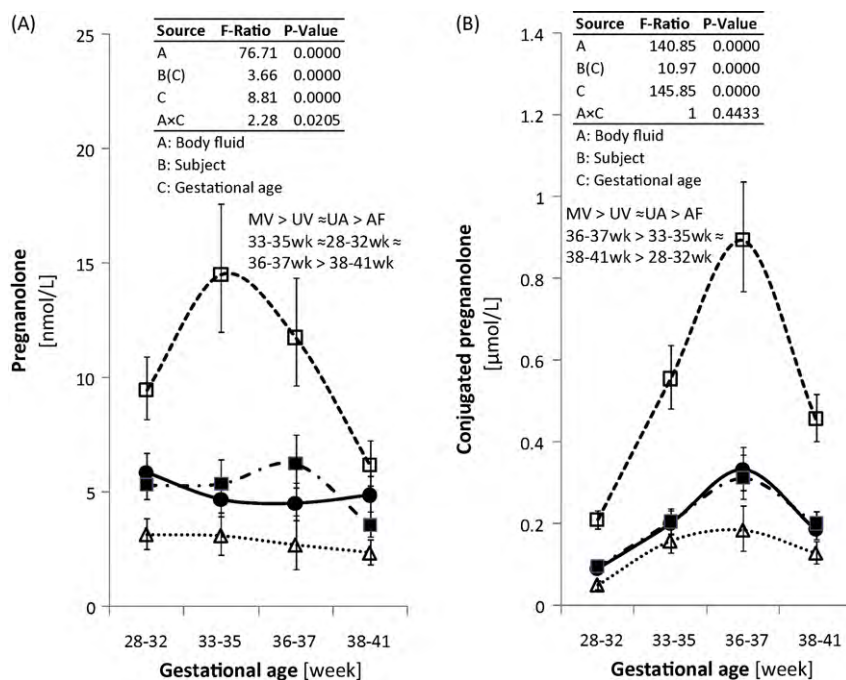 (A)
Source F-Ratio P-Value
A 76.71 0.0000
B(C) 3.66 0.0000
C 8.81 0.0000
A×C 2.28 0.0205
A: Body fluid
B: Subject
C: Gestational age
MV > UV ≈UA > AF
33-35wk ≈28-32wk ≈
36-37wk > 38-41wk
Pregnanolone
[nmol/L]
25
20
15
10
5
0
28-32 33-35 36-37 38-41
Gestational age [week]
(B)
Source F-Ratio P-Value
A 140.85 0.0000
B(C) 10.97 0.0000
C 145.85 0.0000
A×C 1 0.4433
A: Body fluid
B: Subject
C: Gestational age
MV > UV ≈UA > AF
36-37wk > 33-35wk ≈
38-41wk > 28-32wk
Conjugated pregnanolone
[µmol/L]
1.4
1.2
1
0.8
0.6
0.4
0.2
0
28-32 33-35 36-37 38-41
Gestational age [week]